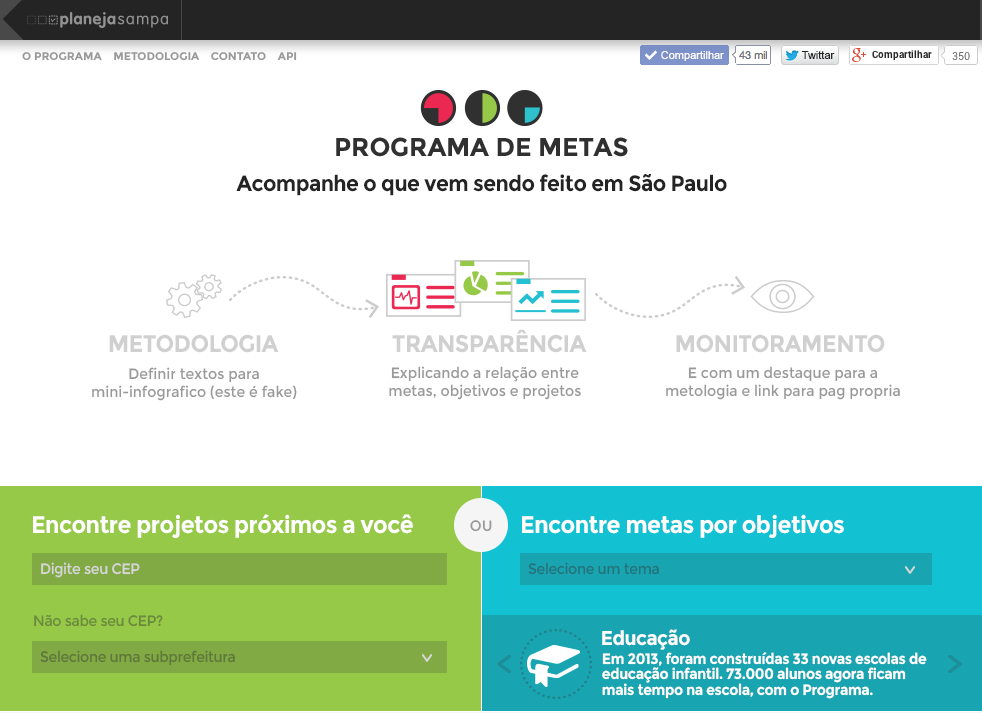 planejasampa
O PROGRAMA METODOLOGIA CONTATO API
Compartilhar 43 mil Twittar Compartilhar 350
PROGRAMA DE METAS
Acompanhe o que vem sendo feito em São Paulo
METODOLOGIA
Definir textos para
mini-infografico (este é fake)
TRANSPARÊNCIA
Explicando a relação entre
metas, objetivos e projetos
MONITORAMENTO
E com um destaque para a
metologia e link para pag propria
Encontre projetos próximos a você
Digite seu CEP
Não sabe seu CEP?
Selecione uma subprefeitura
OU
Encontre metas por objetivos
Selecione um tema
Educação
Em 2013, foram construídas 33 novas escolas de
educação infantil. 73.000 alunos agora ficam
mais tempo na escola, com o Programa.